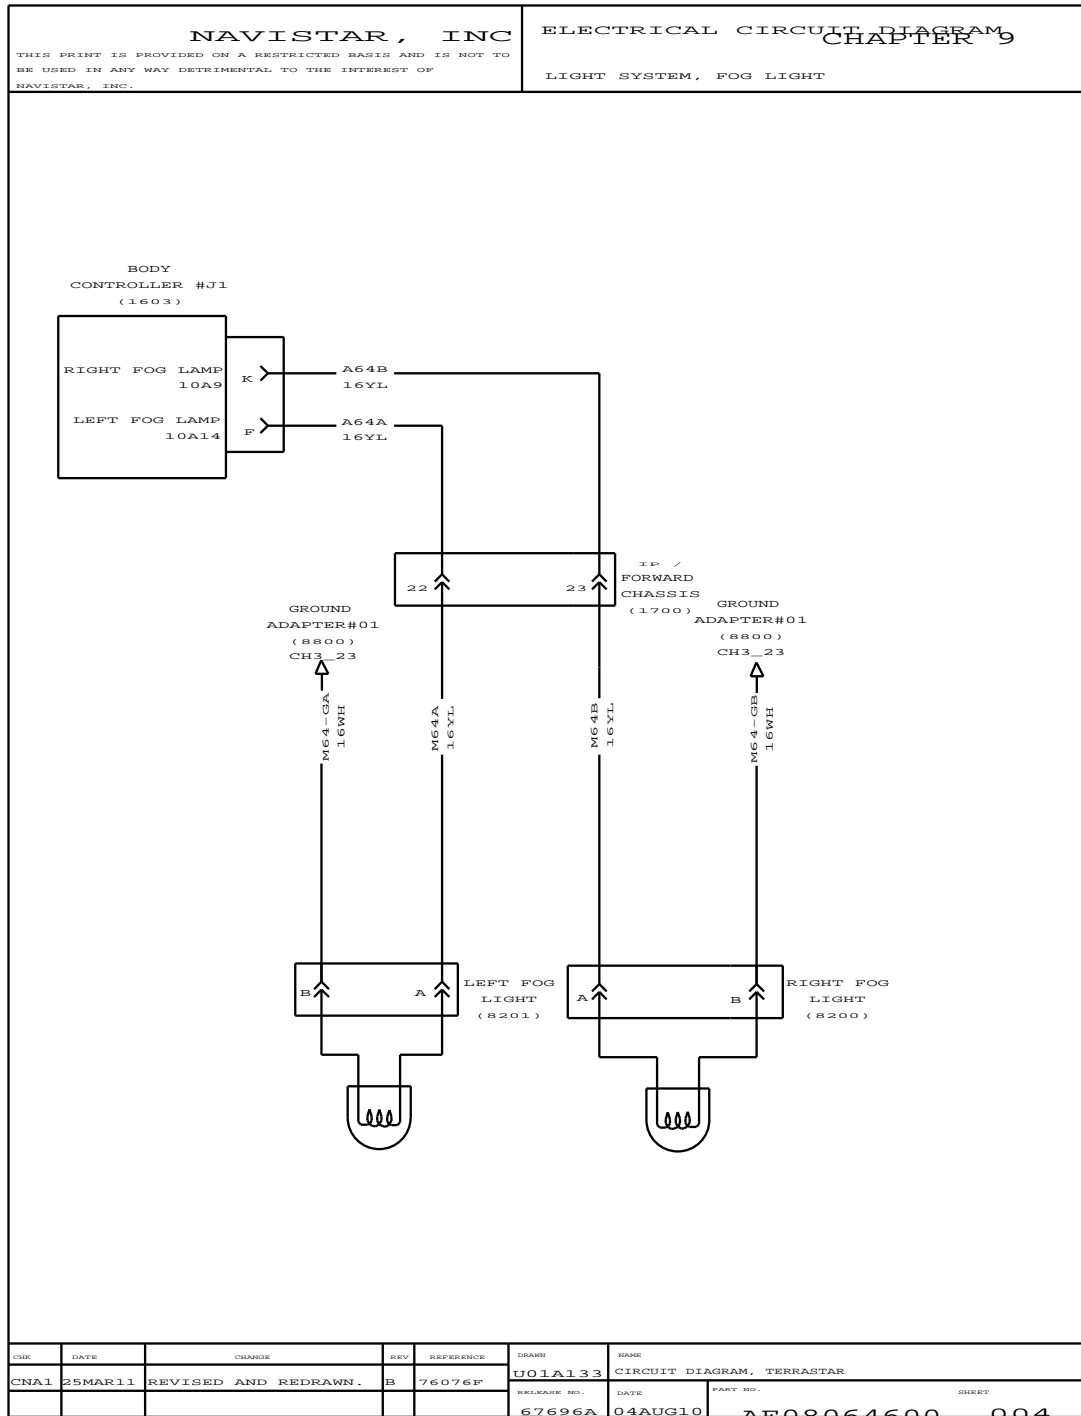 NAVISTAR, INC
THIS PRINT IS PROVIDED ON A RESTRICTED BASIS AND IS NOT TO
BE USED IN ANY WAY DETRIMENTAL TO THE INTEREST OF
NAVISTAR, INC.
ELECTRICAL CIRCUIT DIAGRAM
CHAPTER 9
LIGHT SYSTEM, FOG LIGHT
BODY
CONTROLLER #J1
(1603)
RIGHT FOG LAMP
10A9
K
A64B
16YL
LEFT FOG LAMP
10A14
F
A64A
16YL
22
23
IP /
FORWARD
CHASSIS
(1700)
GROUND
ADAPTER#01
(8800)
CH3_23
GROUND
ADAPTER#01
(8800)
CH3_23
M64-GA
16WH
M64A
16YL
M64B
16YL
M64-GB
16WH
B
A
LEFT FOG
LIGHT
(8201)
A
B
RIGHT FOG
LIGHT
(8200)
CHK
DATE
CHANGE
REV
REFERENCE
DRAWN
NAME
CNA1
25MAR11
REVISED AND REDRAWN.
B
76076F
U01A133
CIRCUIT DIAGRAM, TERRASTAR
RELEASE NO.
DATE
PART NO.
SHEET
67696A
04AUG10
AE08064600
004